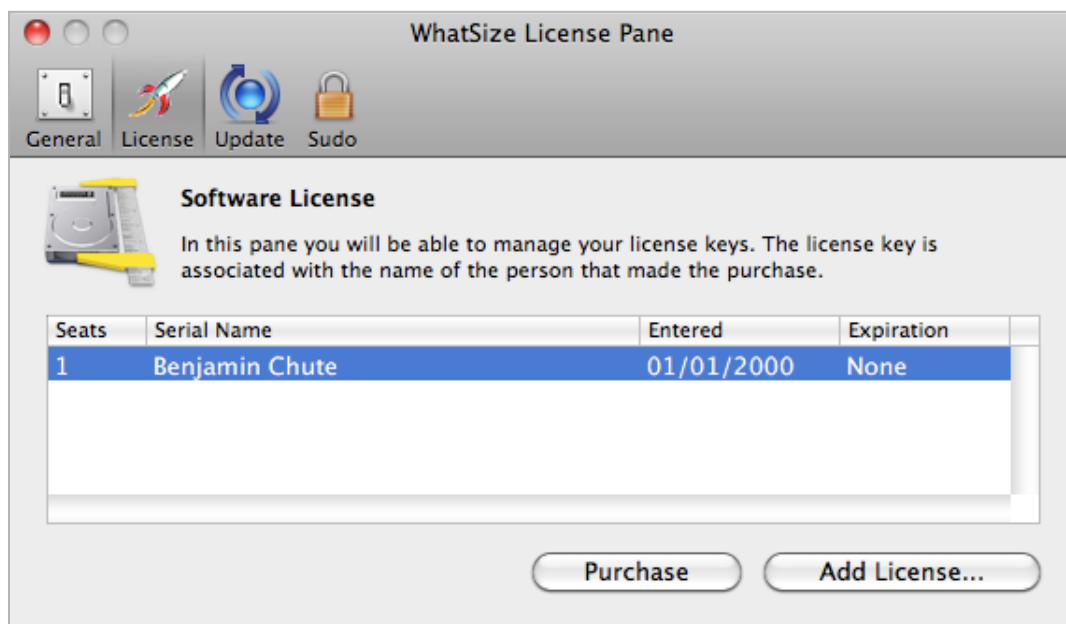 WhatSize License Pane
General License Update Sudo
Software License
In this pane you will be able to manage your license keys. The license key is
associated with the name of the person that made the purchase.
Seats Serial Name Entered Expiration
1 Benjamin Chute 01/01/2000 None
Purchase Add License...